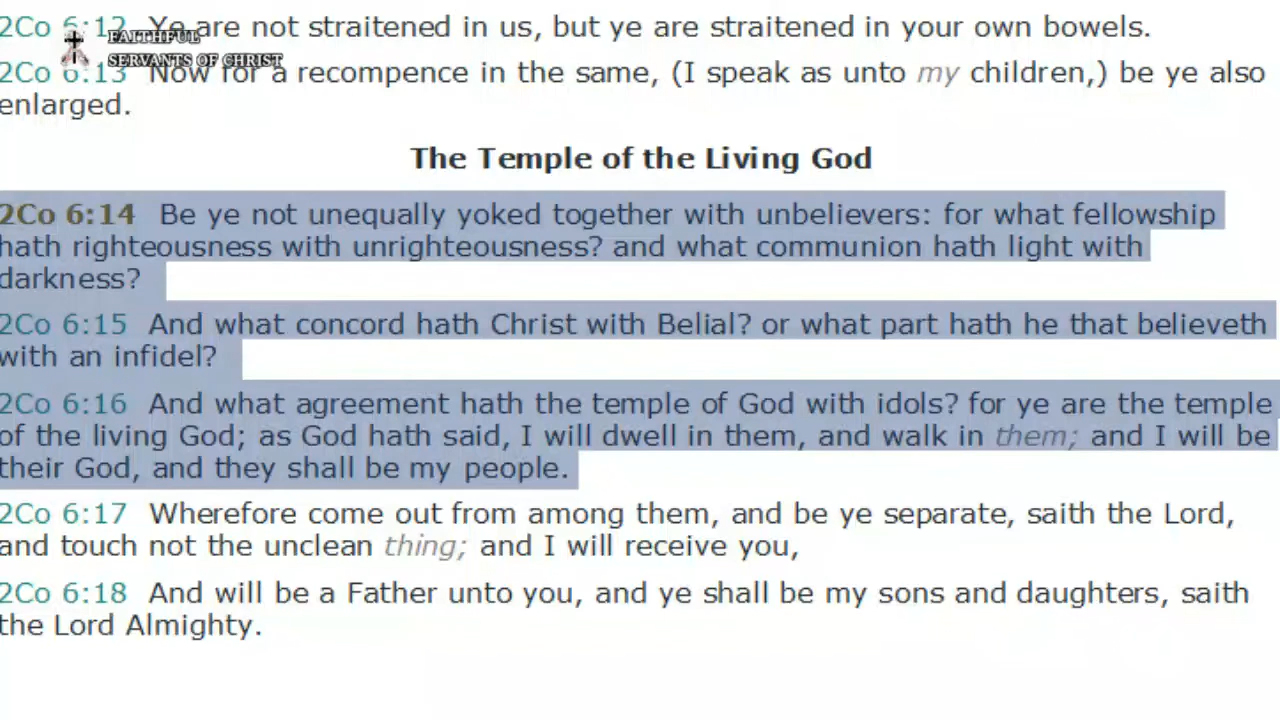 2Co 6:12 Ye are not straitened in us, but ye are straitened in your own bowels.
FAITHFUL
SERVANTS OF CHRIST
2Co 6:13 Now for a recompence in the same, (I speak as unto my children,) be ye also
enlarged.
The Temple of the Living God
2Co 6:14 Be ye not unequally yoked together with unbelievers: for what fellowship
hath righteousness with unrighteousness? and what communion hath light with
darkness?
2Co 6:15 And what concord hath Christ with Belial? or what part hath he that believeth
with an infidel?
2Co 6:16 And what agreement hath the temple of God with idols? for ye are the temple
of the living God; as God hath said, I will dwell in them, and walk in them; and I will be
their God, and they shall be my people.
2Co 6:17 Wherefore come out from among them, and be ye separate, saith the Lord,
and touch not the unclean thing; and I will receive you,
2Co 6:18 And will be a Father unto you, and ye shall be my sons and daughters, saith
the Lord Almighty.